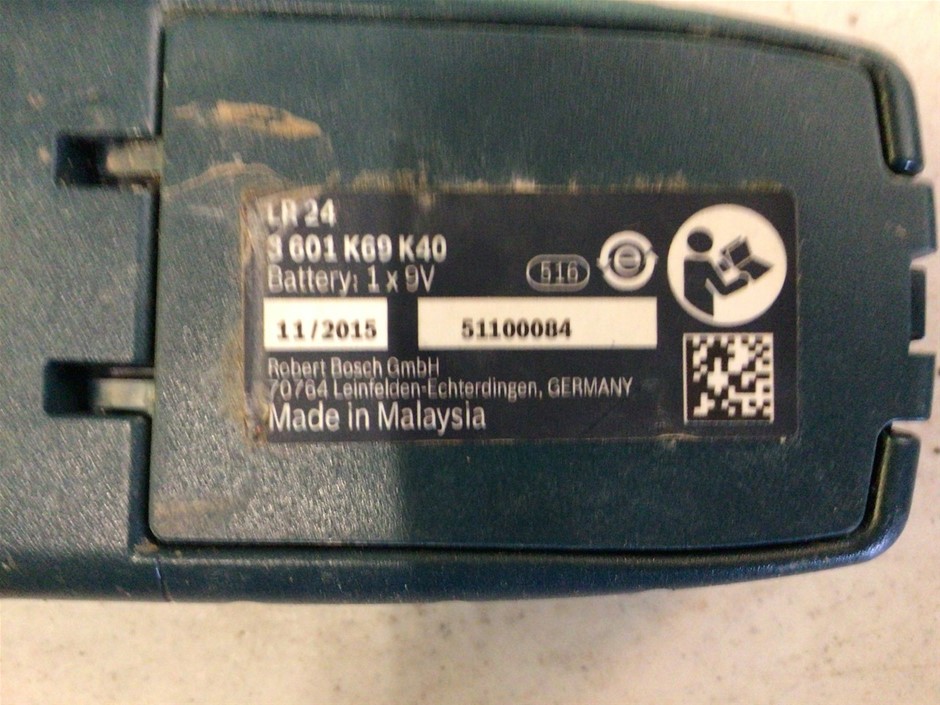 LR 24
3 601 K69 K40
Battery: 1 x 9V
516
11/2015 51100084
Robert Bosch GmbH
70764 Leinfelden-Echterdingen, GERMANY
Made in Malaysia